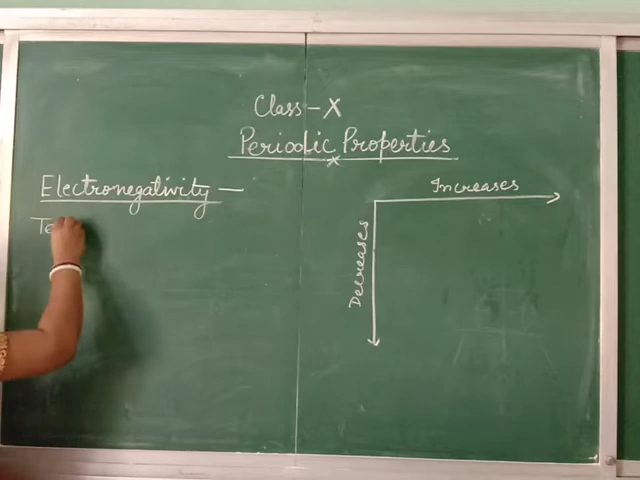 Class - X
Periodic Properties
Electronegativity -
Increases
Decreases